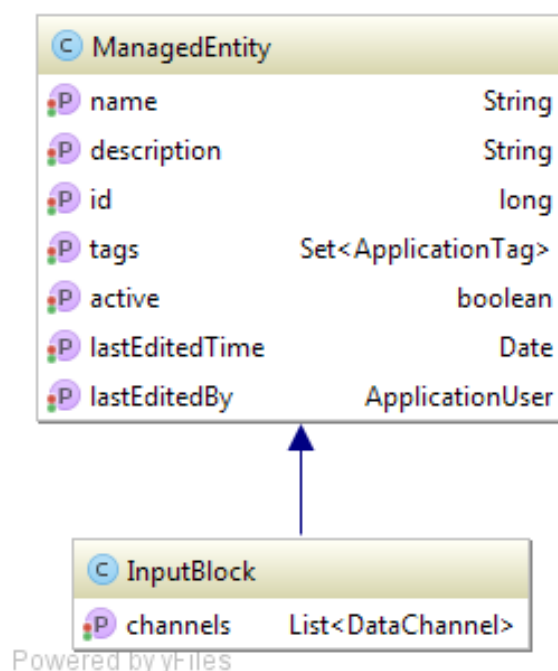 C ManagedEntity
P name String
P description String
P id long
P tags Set<ApplicationTag>
P active boolean
P lastEditedTime Date
P lastEditedBy ApplicationUser
C InputBlock
P channels List<DataChannel>
Powered by yFiles